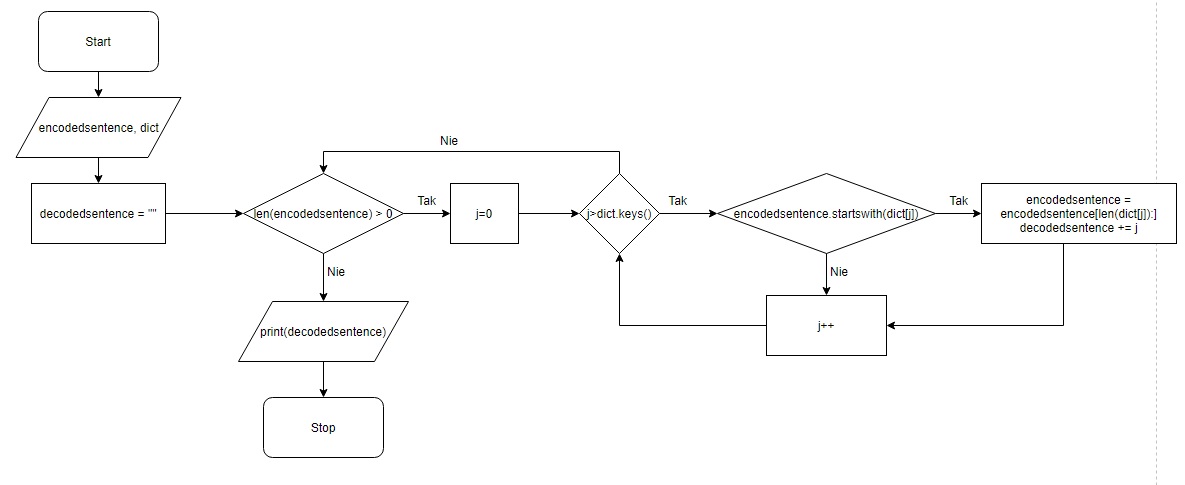 Start
encodedsentence, dict
decodedsentence = ""
len(encodedsentence) > 0
Tak
Nie
j=0
Nie
j>dict.keys()
Tak
encodedsentence.startswith(dict[j])
Tak
encodedsentence =
encodedsentence[len(dict[j]):]
decodedsentence += j
Nie
j++
print(decodedsentence)
Stop